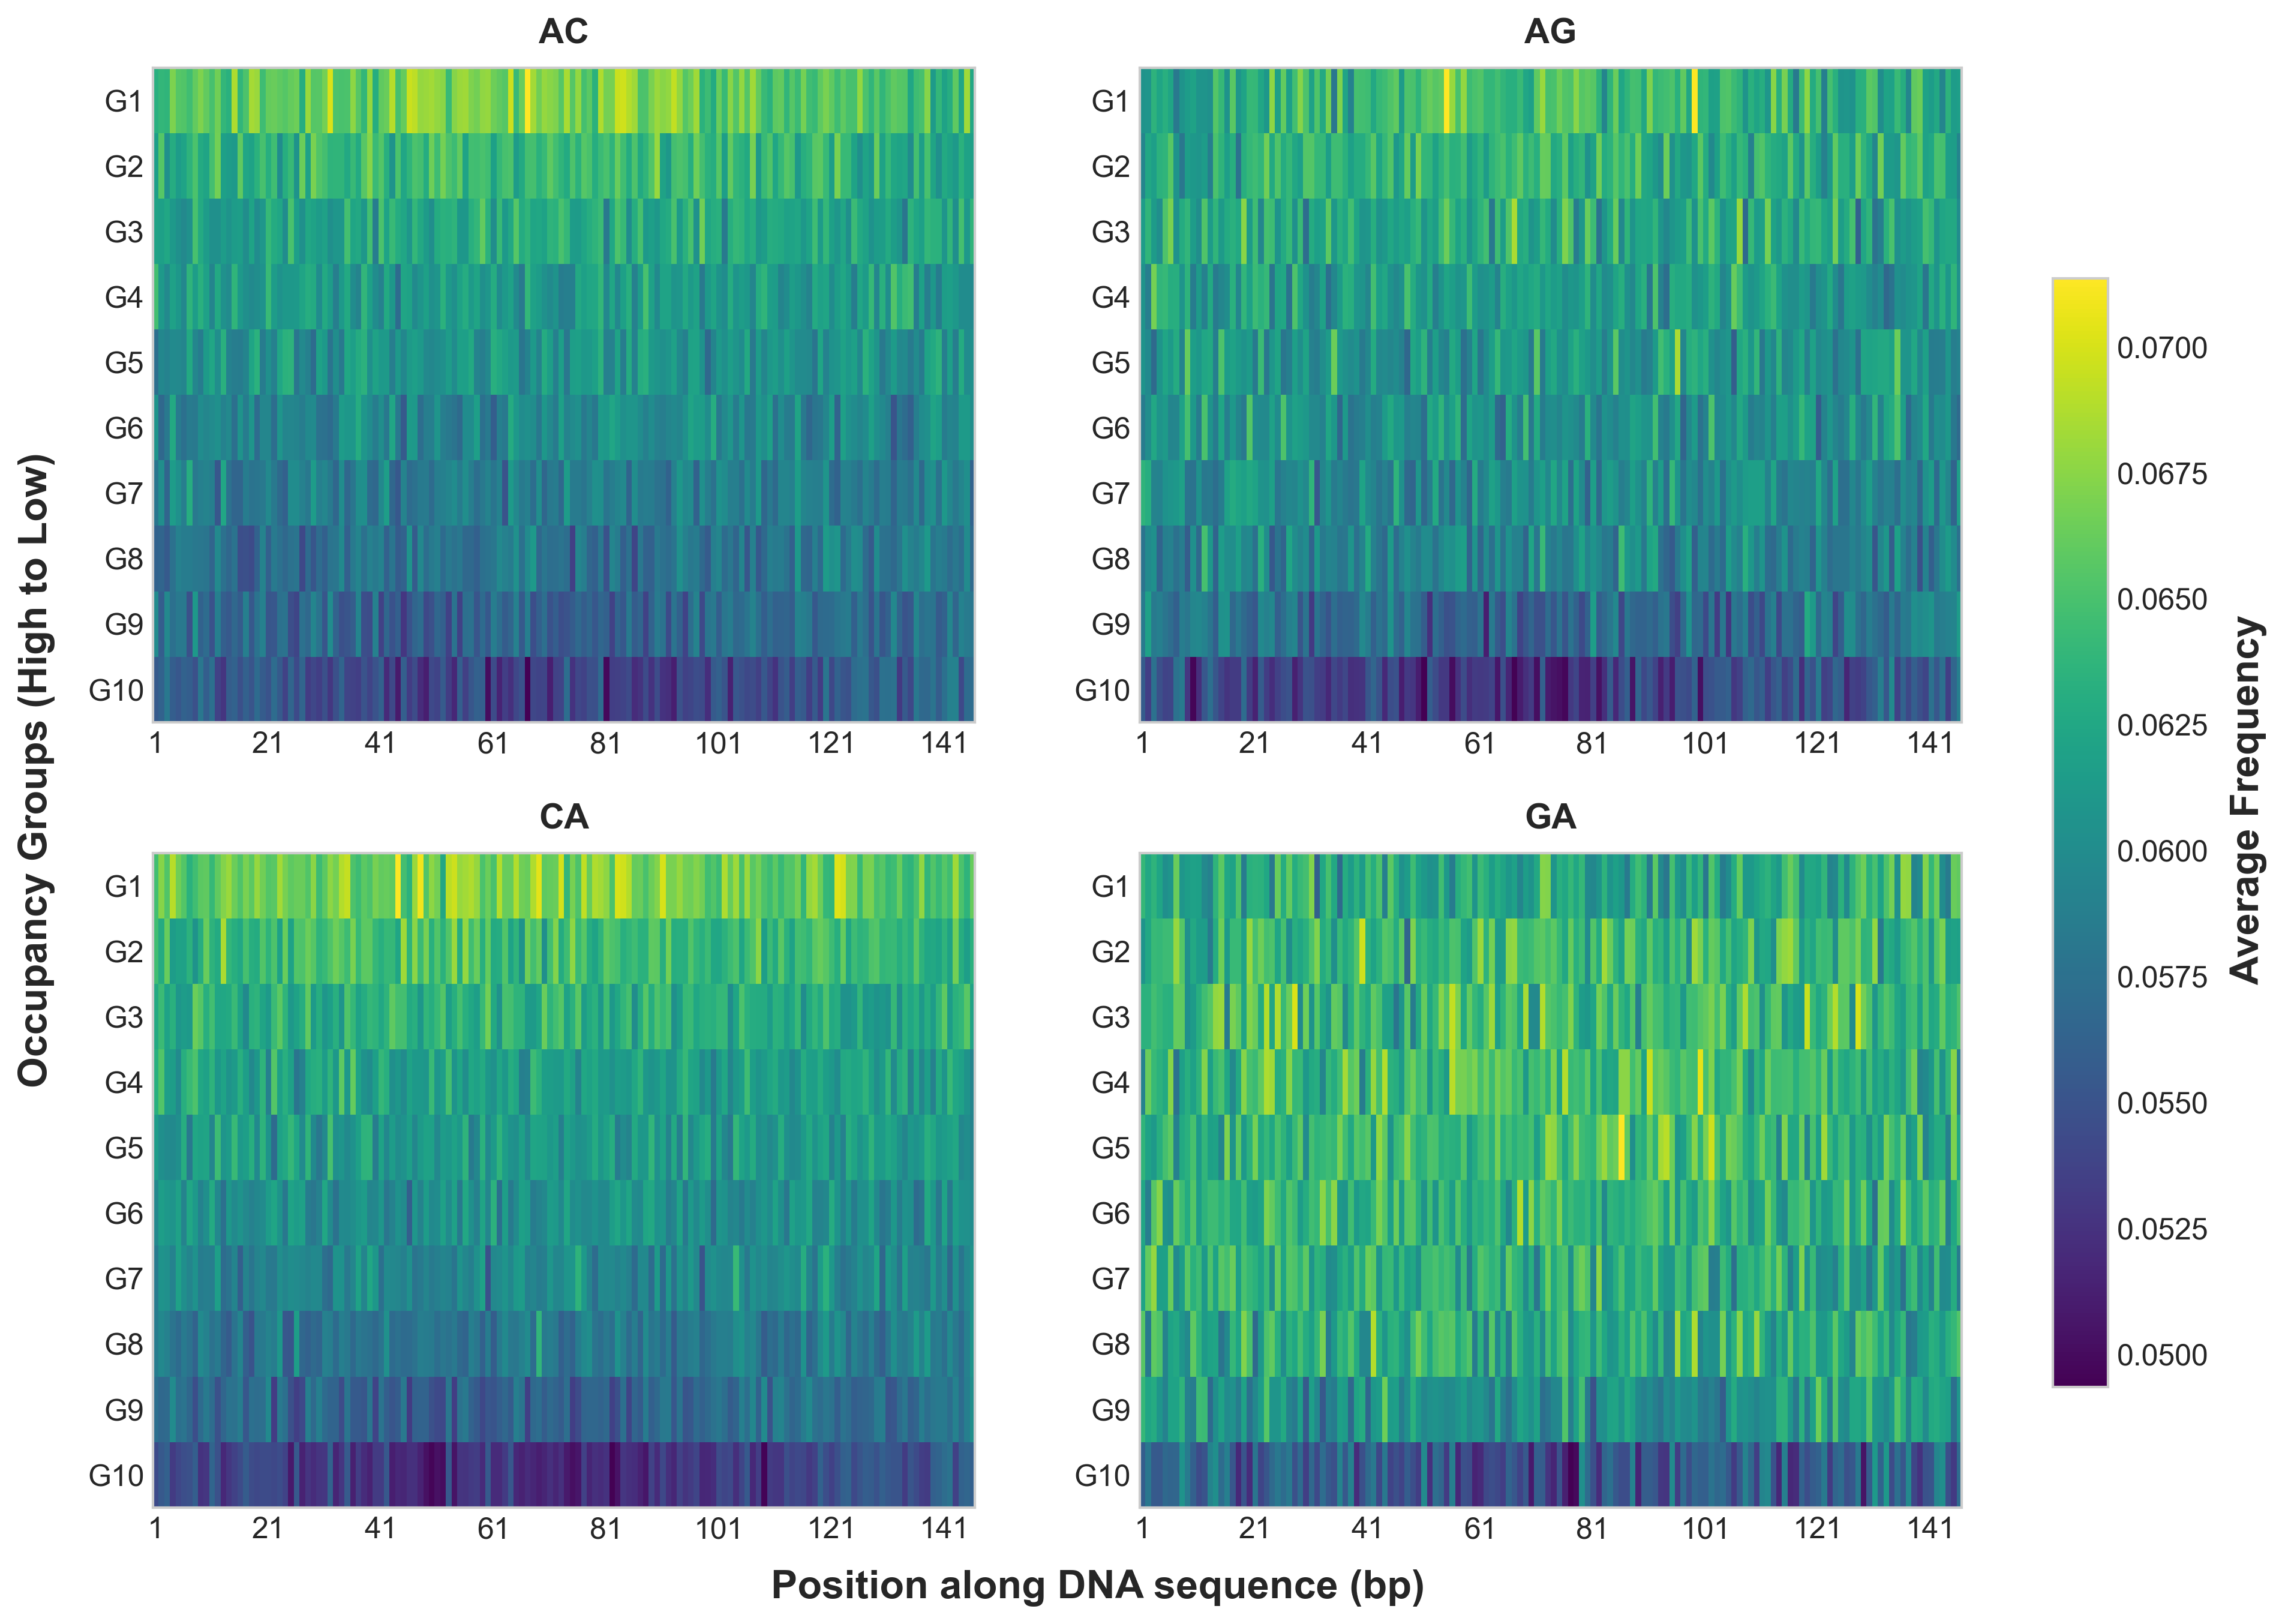 AC
AG
G1
G2
G3
G4
G5
G6
G7
G8
G9
G10
1 21 41 61 81 101 121 141
G1
G2
G3
G4
G5
G6
G7
G8
G9
G10
1 21 41 61 81 101 121 141
CA
GA
G1
G2
G3
G4
G5
G6
G7
G8
G9
G10
1 21 41 61 81 101 121 141
G1
G2
G3
G4
G5
G6
G7
G8
G9
G10
1 21 41 61 81 101 121 141
Occupancy Groups (High to Low)
Position along DNA sequence (bp)
0.0700
0.0675
0.0650
0.0625
0.0600
0.0575
0.0550
0.0525
0.0500
Average Frequency